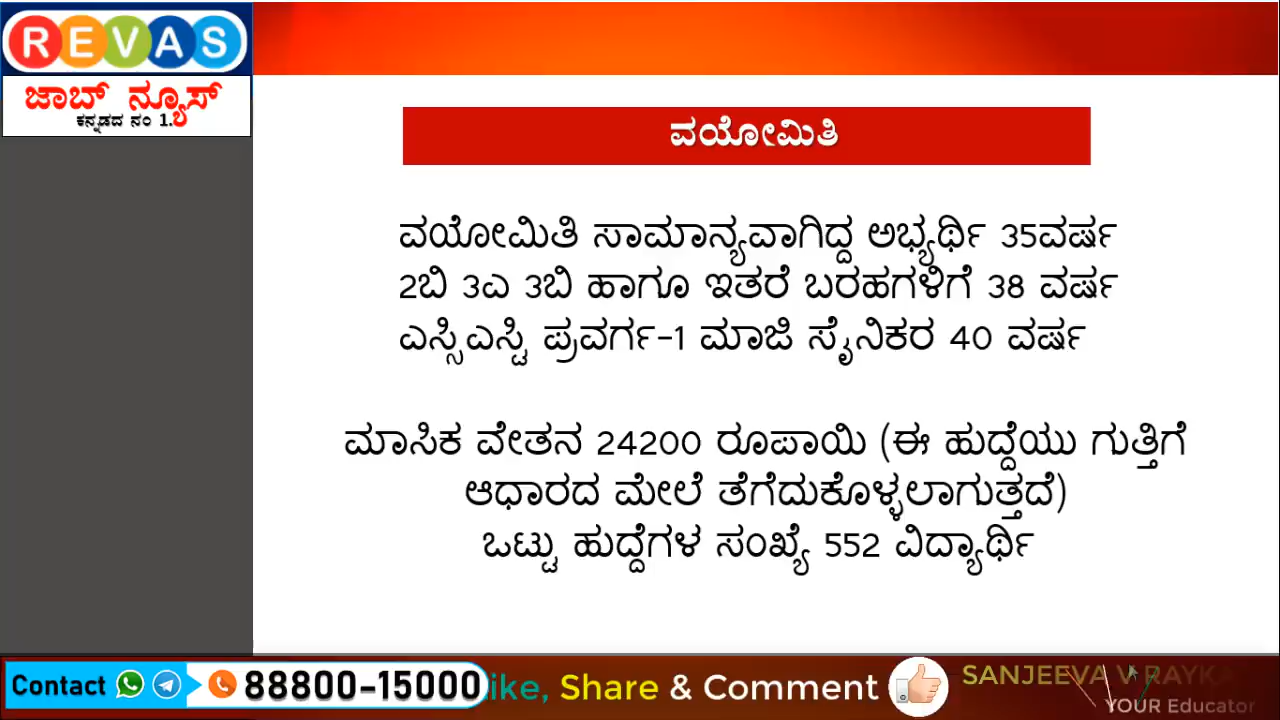 REVAS
ಜಾಬ್ ನ್ಯೂಸ್
ಕನ್ನಡದ ನಂ 1.
ವಯೋಮಿತಿ
ವಯೋಮಿತಿ ಸಾಮಾನ್ಯವಾಗಿದ್ದ ಅಭ್ಯರ್ಥಿ 35ವರ್ಷ
2ಬಿ 3ಎ 3ಬಿ ಹಾಗೂ ಇತರೆ ಬರಹಗಳಿಗೆ 38 ವರ್ಷ
ಎಸ್ಸಿಎಸ್ಟಿ ಪ್ರವರ್ಗ-1 ಮಾಜಿ ಸೈನಿಕರ 40 ವರ್ಷ
ಮಾಸಿಕ ವೇತನ 24200 ರೂಪಾಯಿ (ಈ ಹುದ್ದೆಯು ಗುತ್ತಿಗೆ
ಆಧಾರದ ಮೇಲೆ ತೆಗೆದುಕೊಳ್ಳಲಾಗುತ್ತದೆ)
ಒಟ್ಟು ಹುದ್ದೆಗಳ ಸಂಖ್ಯೆ 552 ವಿದ್ಯಾರ್ಥಿ
Contact 88800-15000 ike, Share & Comment
SANJEEVA V RAYKA
YOUR Educator